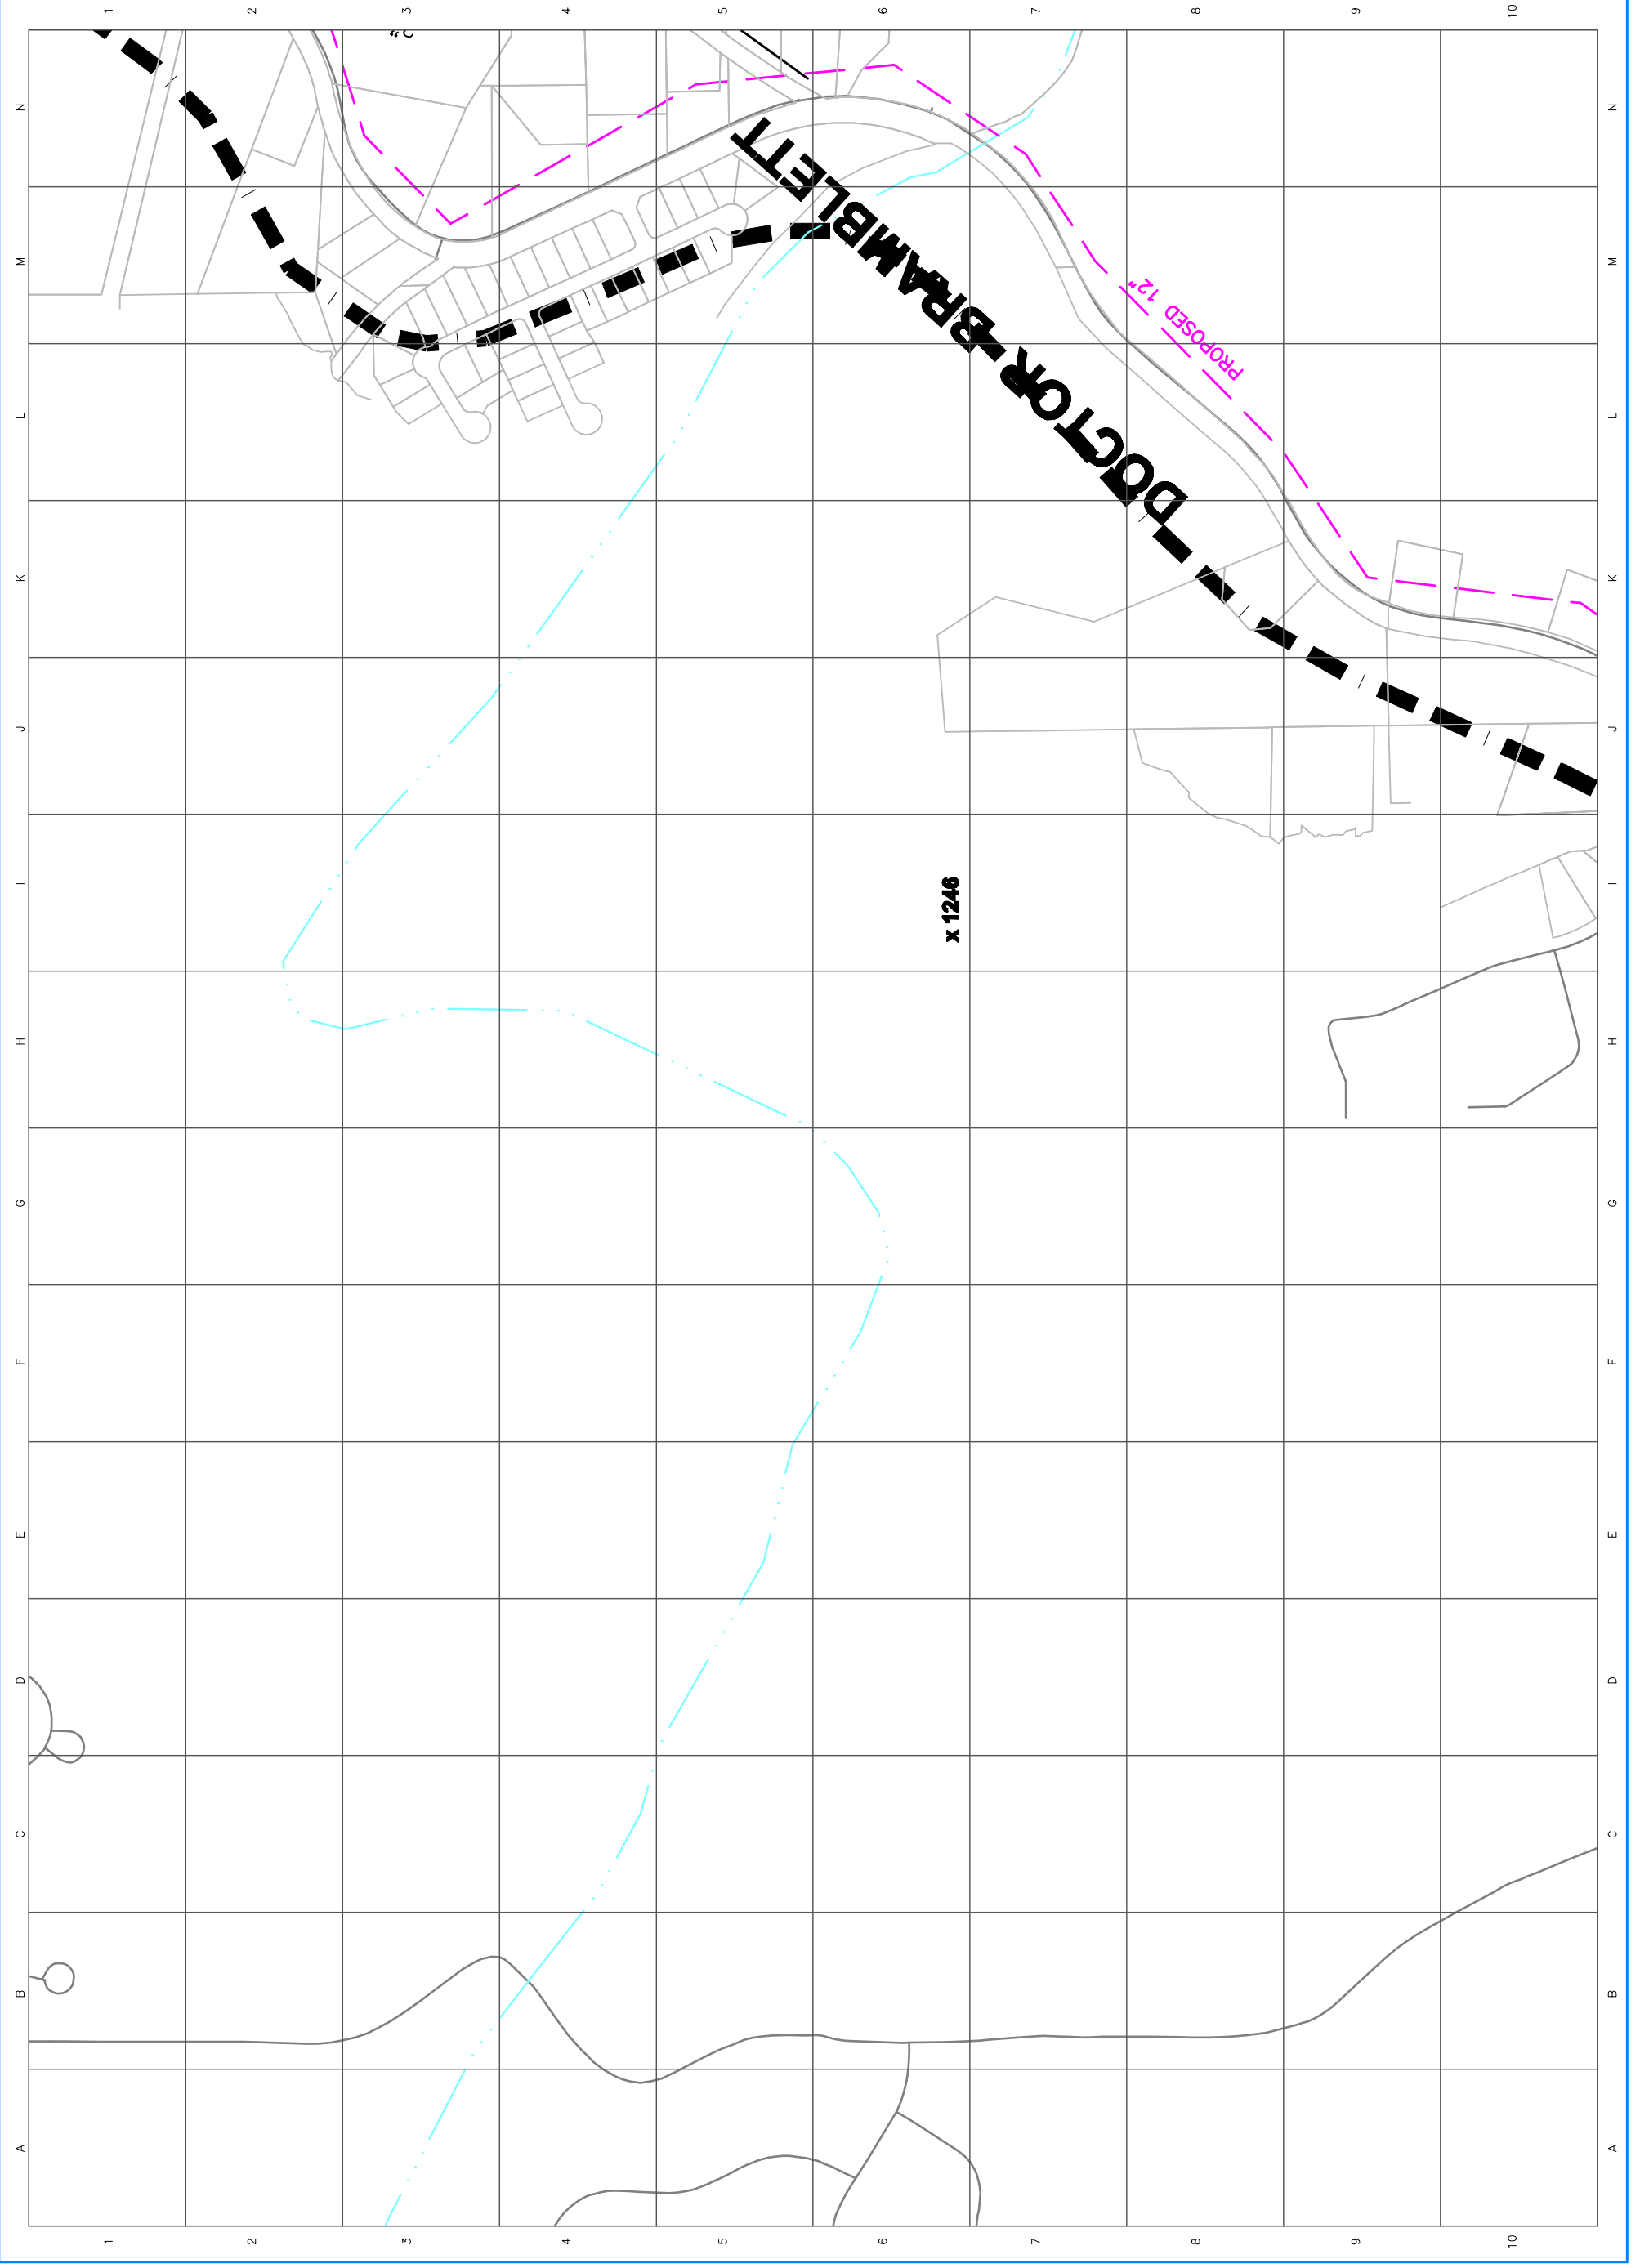 1 2 3 4 5 6 7 8 9 10
N N
M M
DOCTOR BRAMBLETT
PROPOSED 12"
L L
K K
J J
I I
x 1246
H H
G G
F F
E E
D D
C C
B B
A A
1 2 3 4 5 6 7 8 9 10